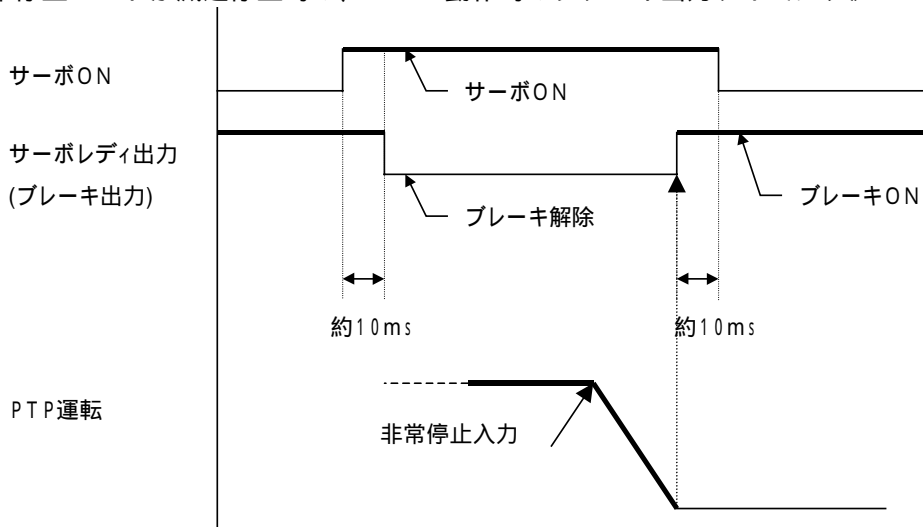 サーボON
サーボON
サーボレディ出力
(ブレーキ出力)
ブレーキON
ブレーキ解除
約10ms
約10ms
PTP運転
非常停止入力